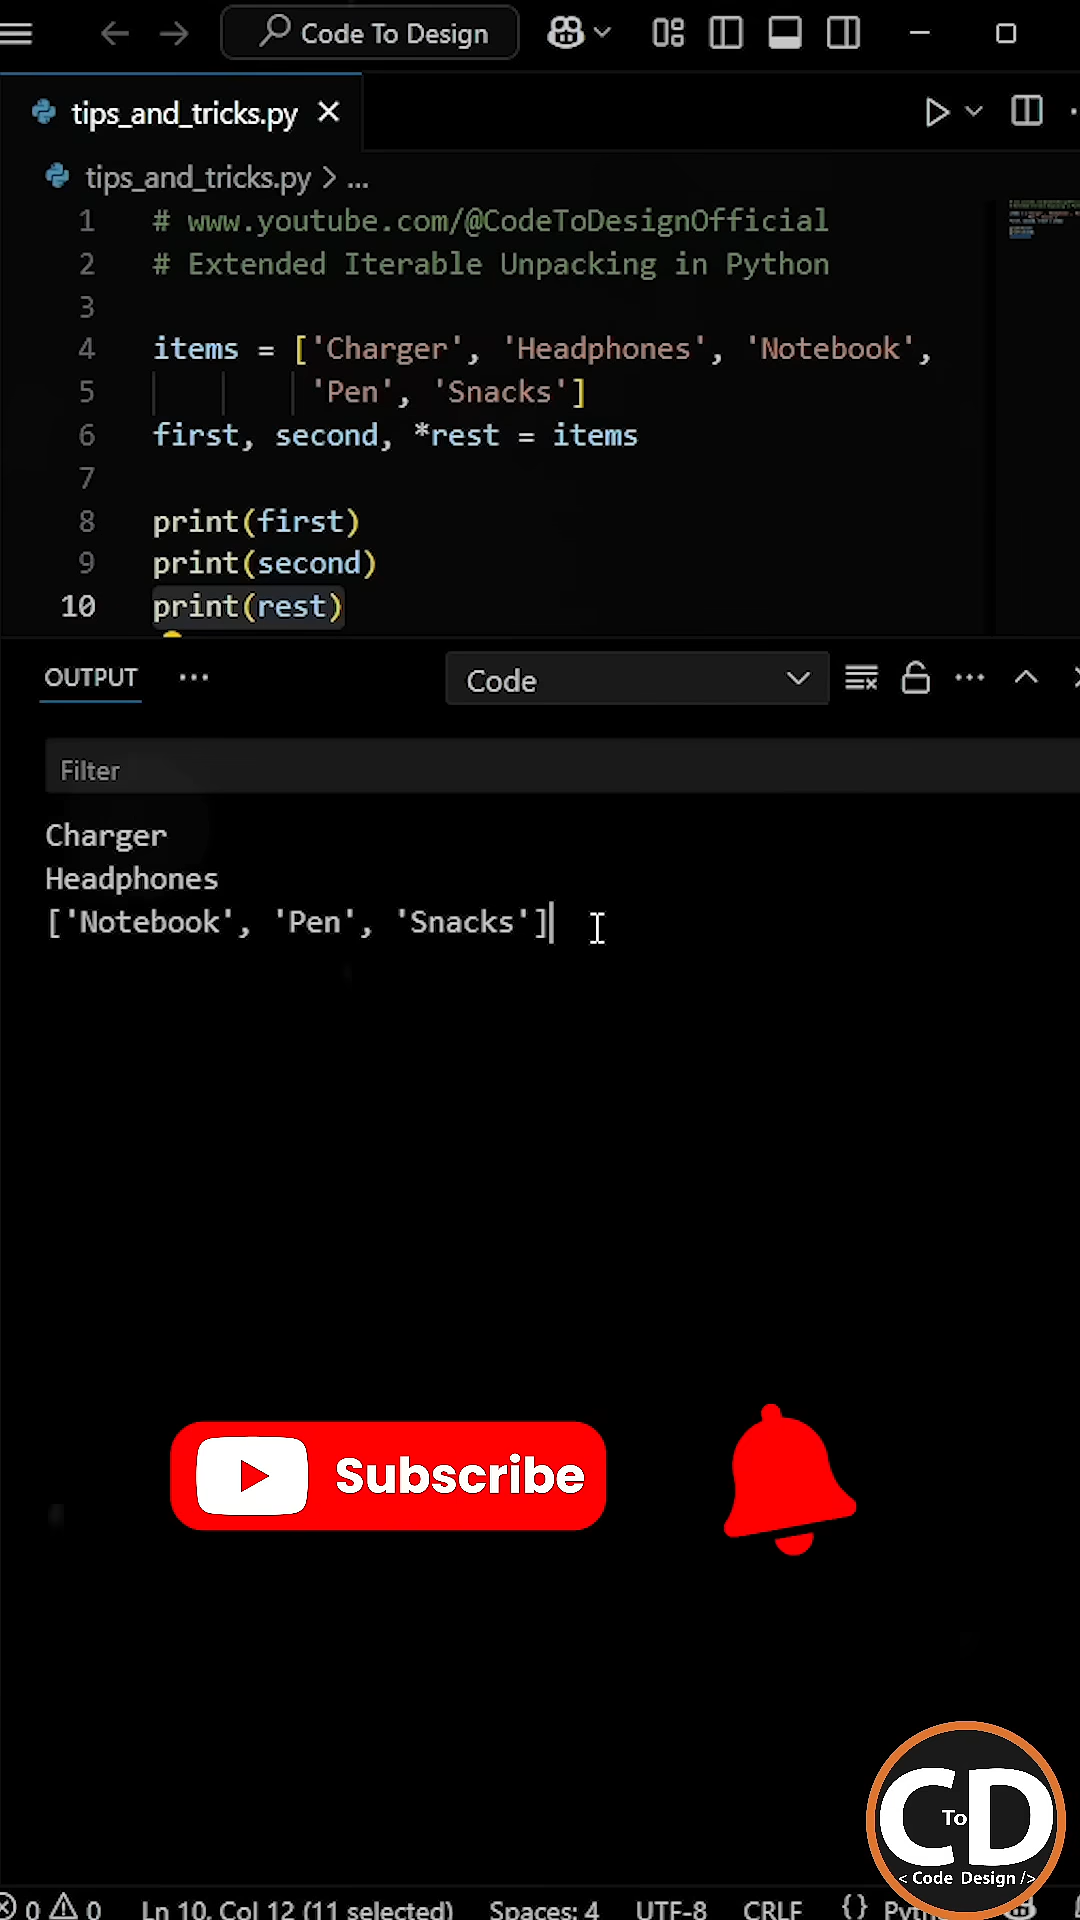 Code To Design
tips_and_tricks.py
tips_and_tricks.py > ...
1 # www.youtube.com/@CodeToDesignOfficial
2 # Extended Iterable Unpacking in Python
3
4 items = ['Charger', 'Headphones', 'Notebook',
5 'Pen', 'Snacks']
6 first, second, *rest = items
7
8 print(first)
9 print(second)
10 print(rest)
OUTPUT ...
Code
Filter
Charger
Headphones
['Notebook', 'Pen', 'Snacks']
Subscribe
C To D
< Code Design />
0 0 Ln 10, Col 12 (11 selected) Spaces: 4 UTF-8 CRLF {}